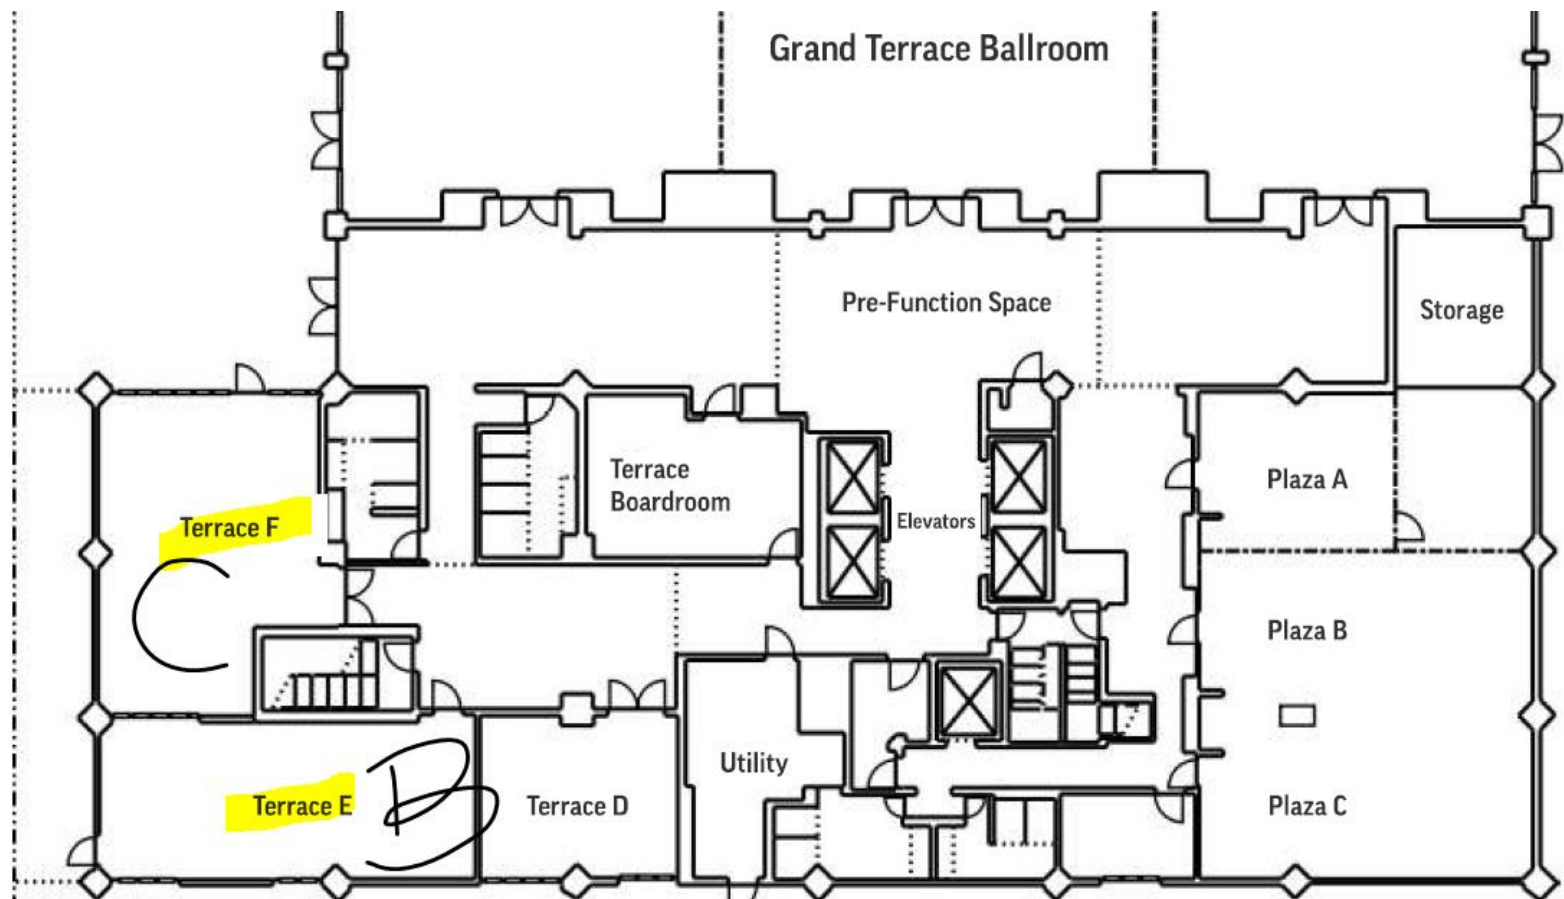 Grand Terrace Ballroom
Pre-Function Space
Storage
Terrace
Boardroom
Elevators
Plaza A
Terrace F
C
Plaza B
Utility
Terrace E
B
Terrace D
Plaza C